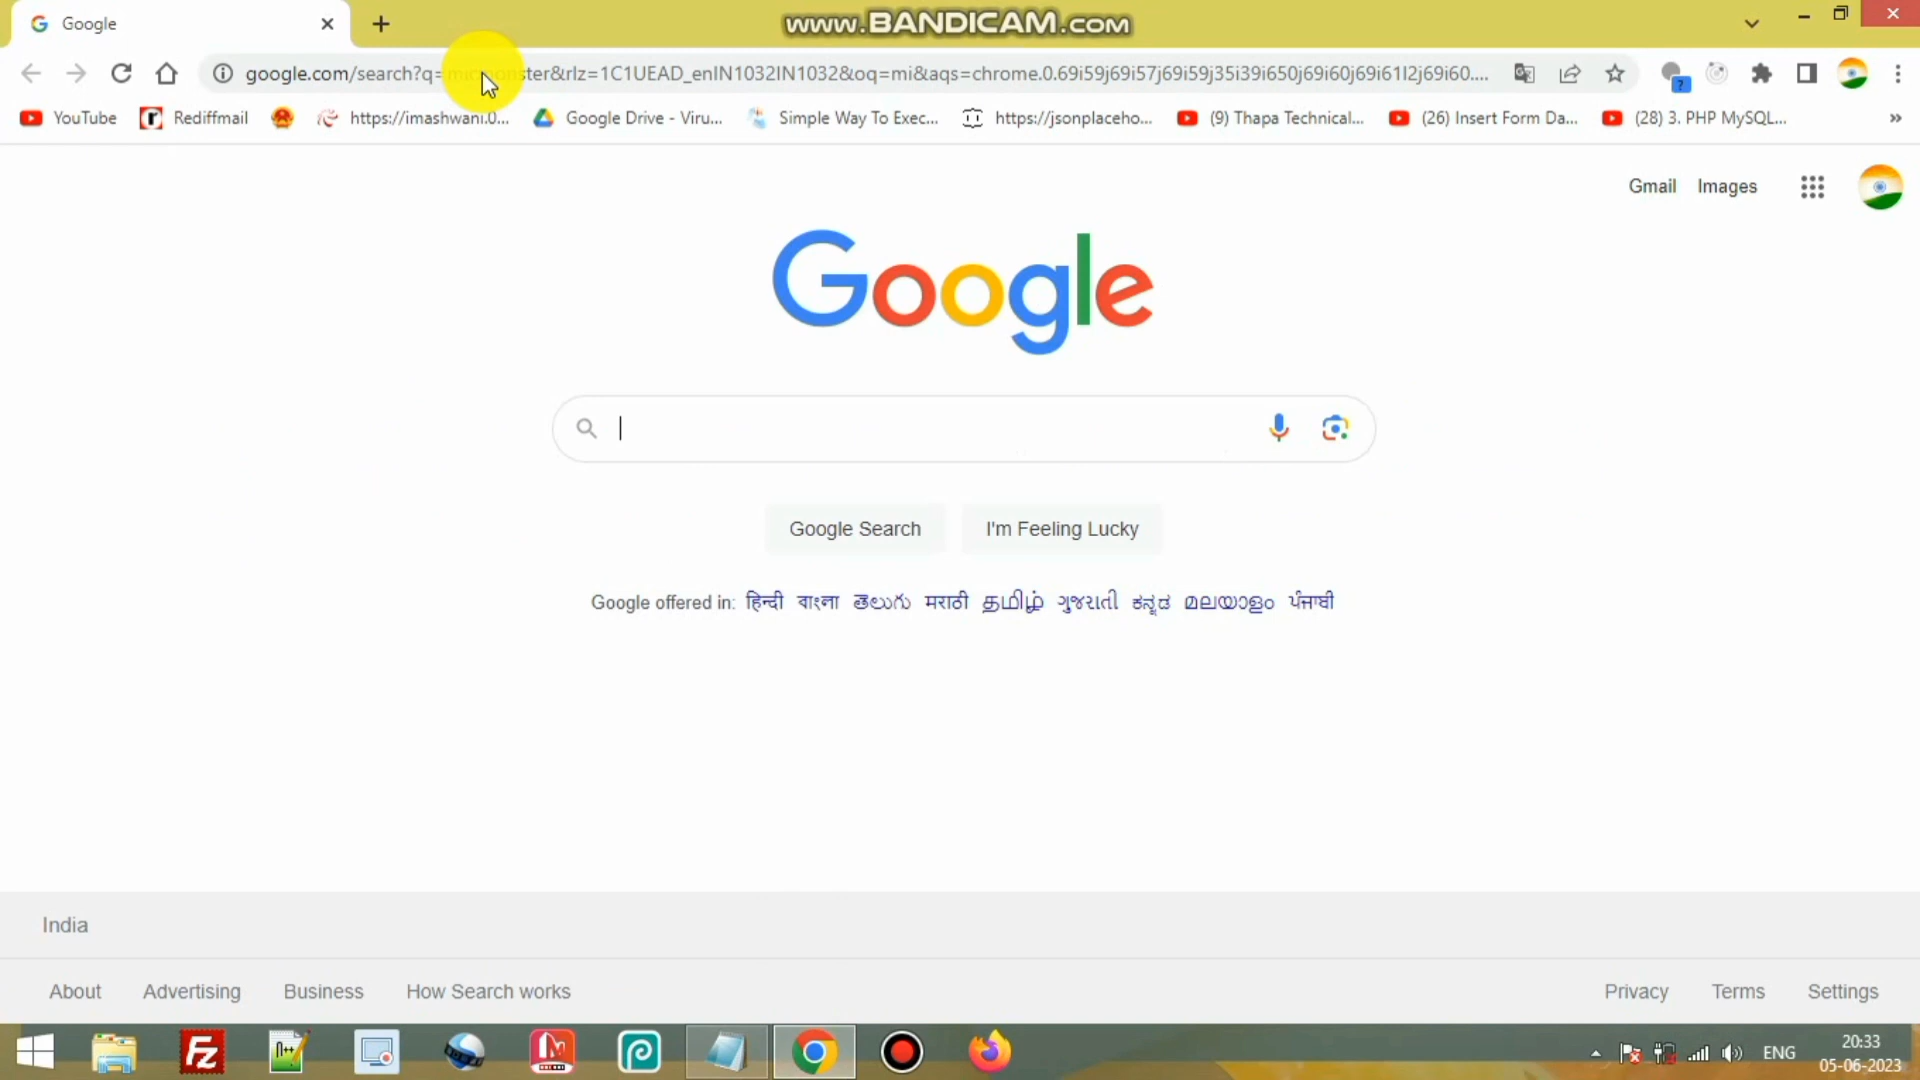 Google
www.BANDICAM.com
google.com/search?q=micmonster&rlz=1C1UEAD_enIN1032IN1032&oq=mi&aqs=chrome.0.69i59j69i57j69i59j35i39i650j69i60j69i61l2j69i60....
YouTube
Rediffmail
https://imashwani.0...
Google Drive - Viru...
Simple Way To Exec...
https://jsonplaceho...
(9) Thapa Technical...
(26) Insert Form Da...
(28) 3. PHP MySQL...
»
Gmail Images
Google
Google Search
I'm Feeling Lucky
Google offered in: हिन्दी বাংলা తెలుగు मराठी தமிழ் ગુજરાતી ಕನ್ನಡ മലയാളം ਪੰਜਾਬੀ
India
About Advertising Business How Search works
Privacy Terms Settings
ENG
20:33
05-06-2023